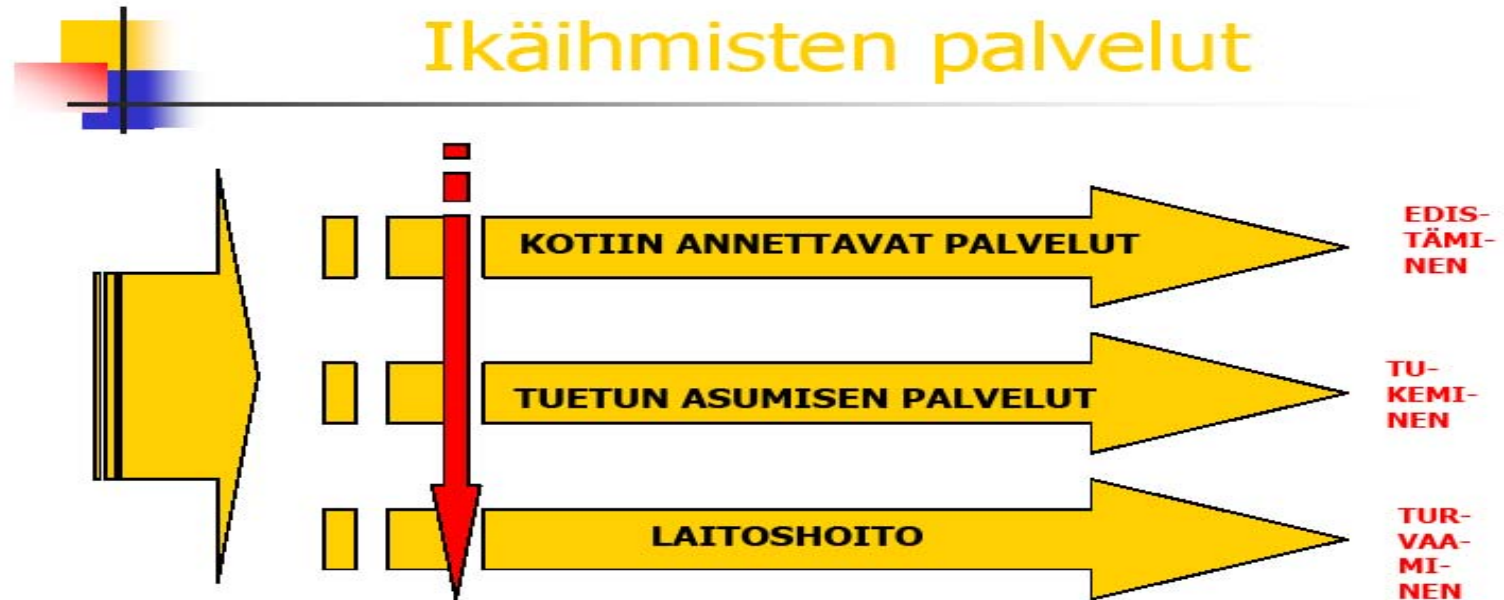 Ikäihmisten palvelut
KOTIIN ANNETTAVAT PALVELUT
EDIS-
TÄMI-
NEN
TUETUN ASUMISEN PALVELUT
TU-
KEMI-
NEN
LAITOSHOITO
TUR-
VAA-
MI-
NEN